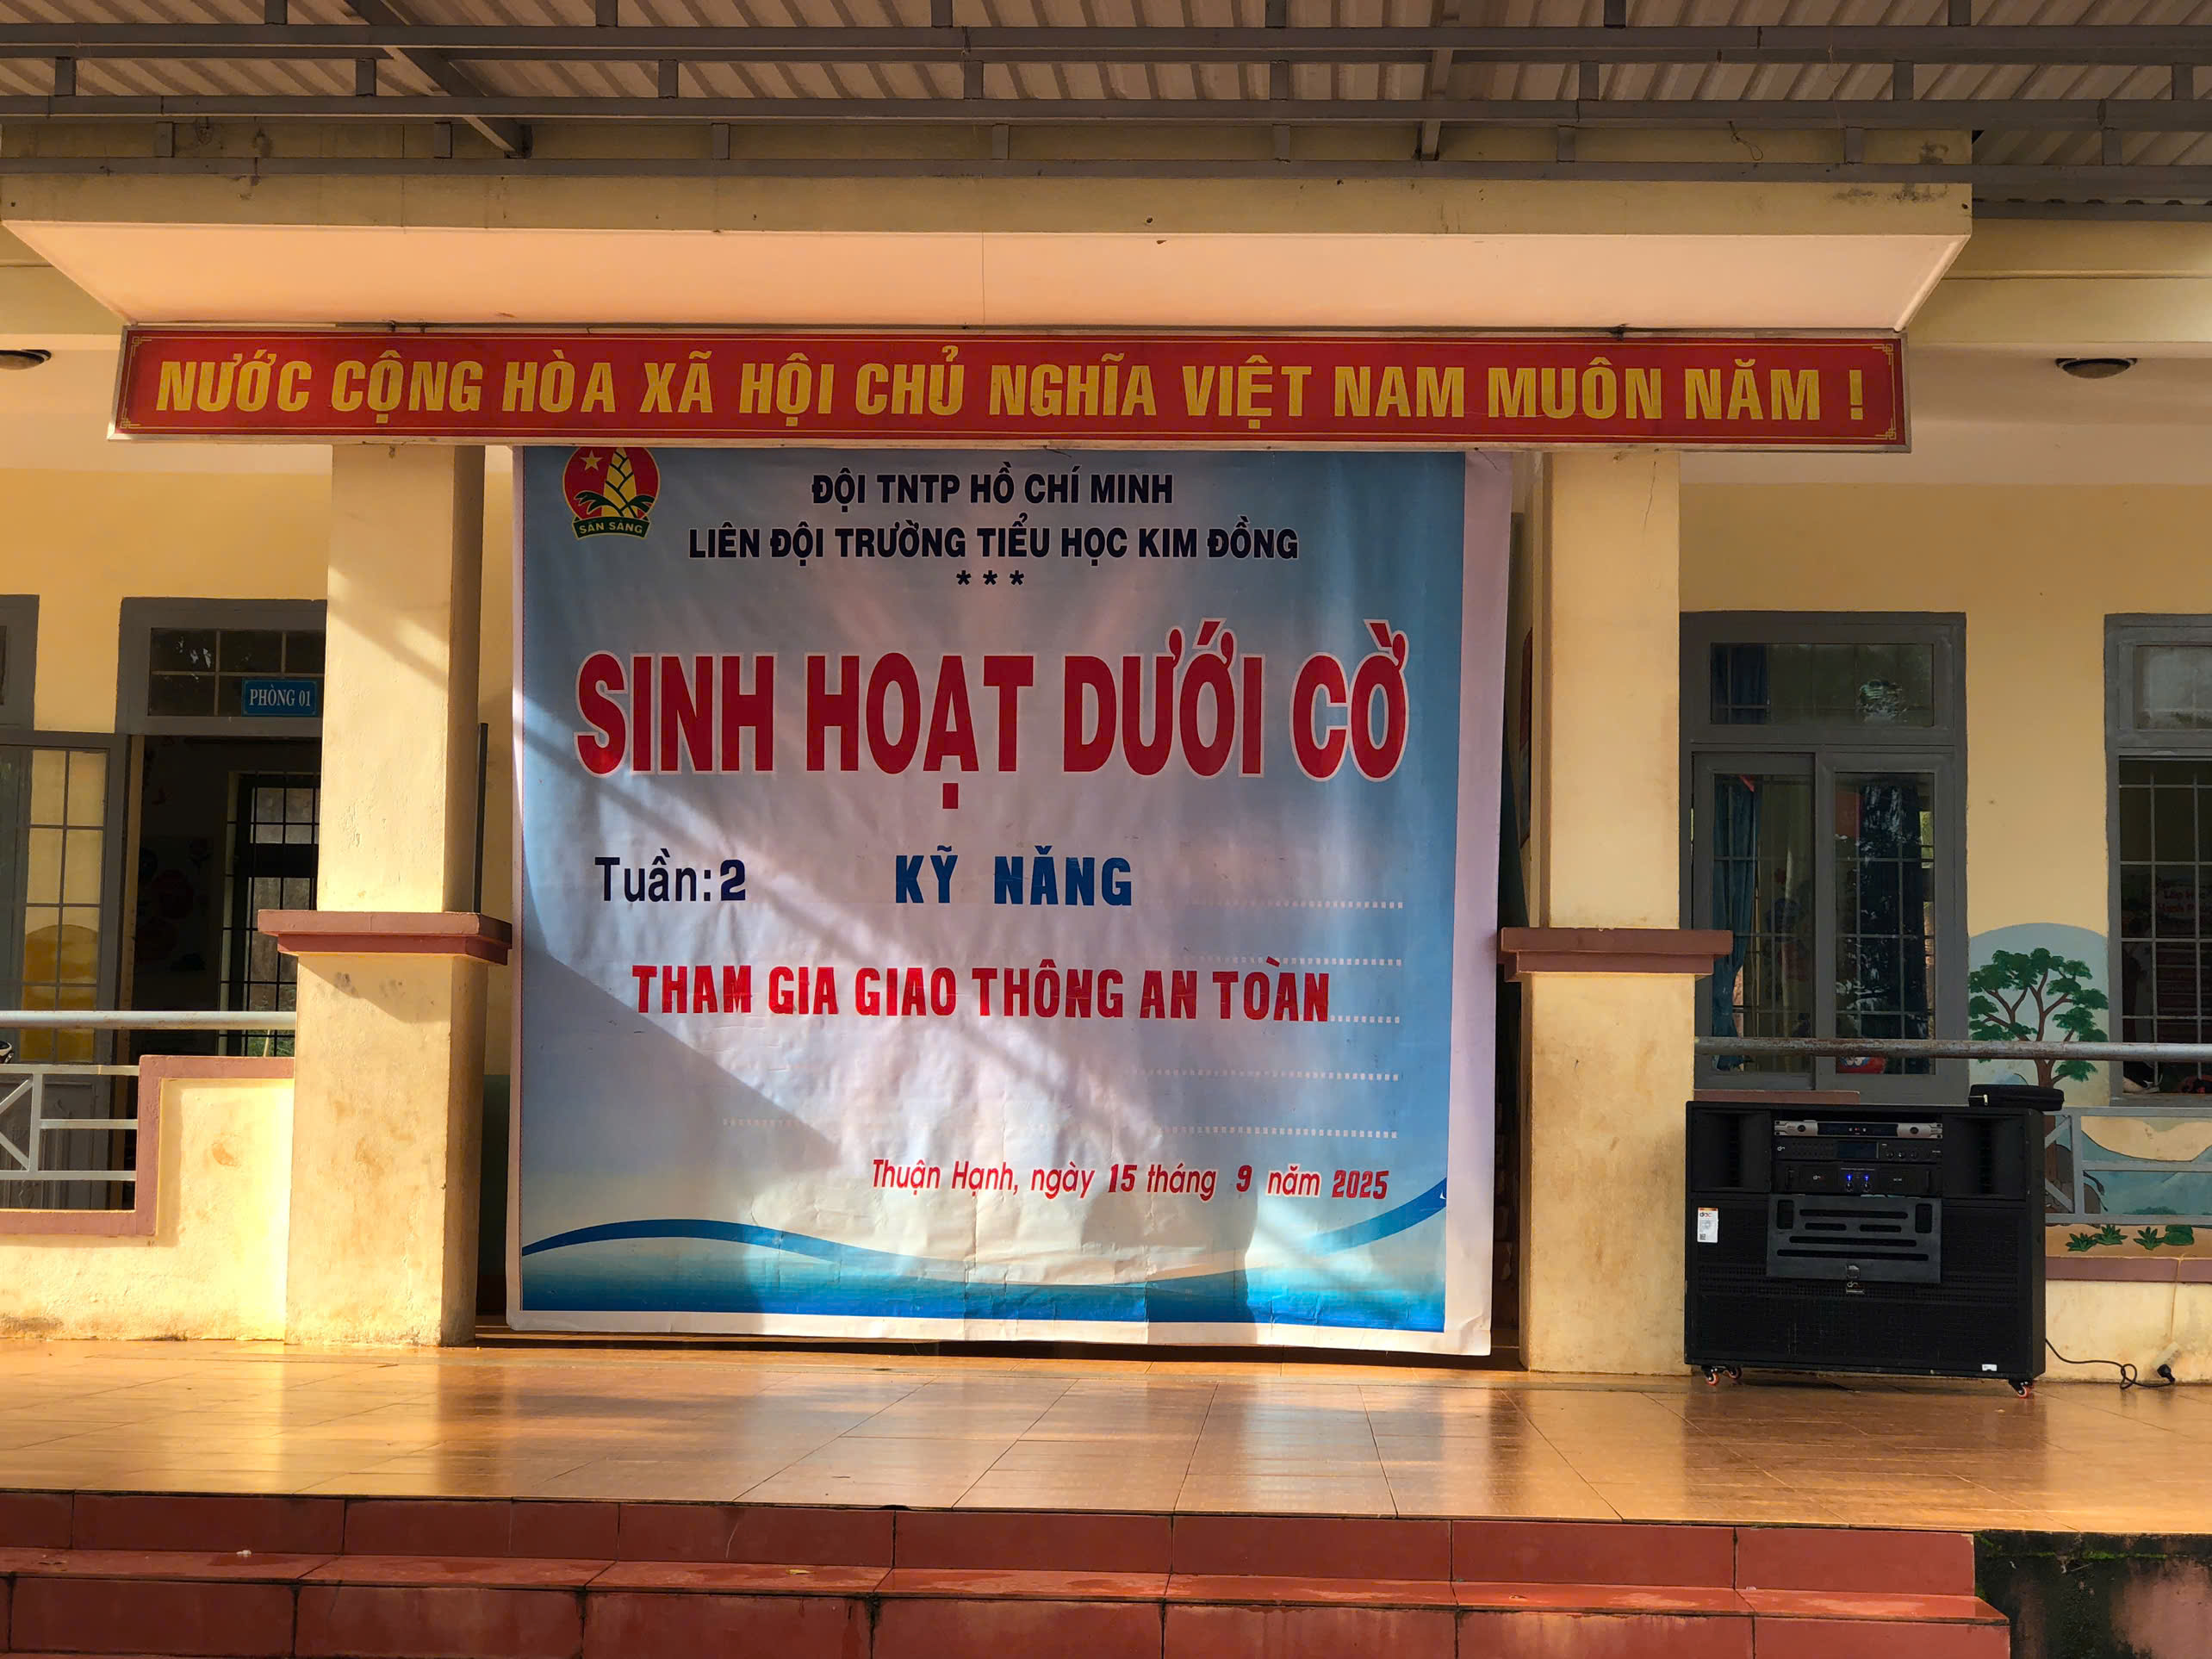 NƯỚC CỘNG HÒA XÃ HỘI CHỦ NGHĨA VIỆT NAM MUÔN NĂM !
SẴN SÀNG
ĐỘI TNTP HỒ CHÍ MINH
LIÊN ĐỘI TRƯỜNG TIỂU HỌC KIM ĐỒNG
* * *
SINH HOẠT DƯỚI CỜ
PHÒNG 01
Tuần: 2 KỸ NĂNG
THAM GIA GIAO THÔNG AN TOÀN
Thuận Hạnh, ngày 15 tháng 9 năm 2025